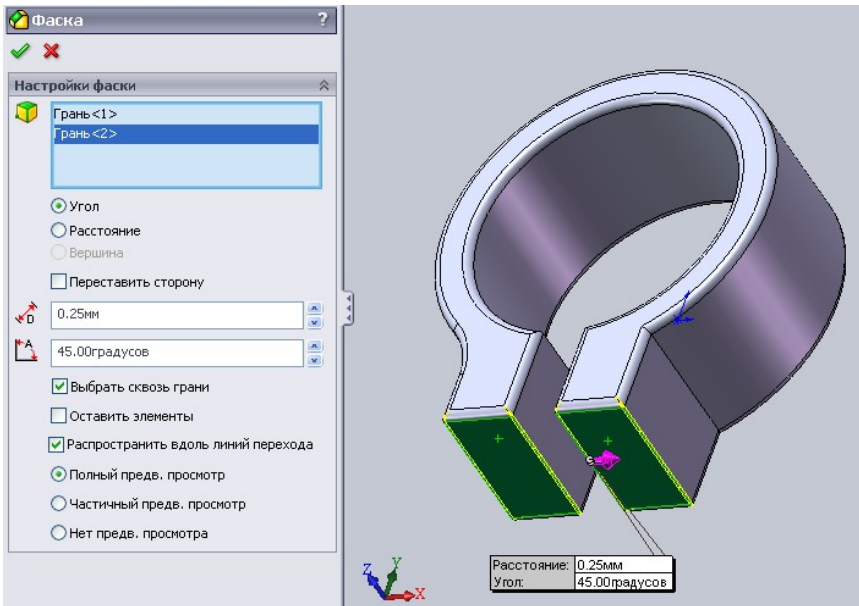 Фаска ?
Настройки фаски
Грань<1>
Грань<2>
Угол
Расстояние
Вершина
Переставить сторону
D 0.25мм
A 45.00градусов
Выбрать сквозь грани
Оставить элементы
Распространить вдоль линий перехода
Полный предв. просмотр
Частичный предв. просмотр
Нет предв. просмотра
Расстояние: 0.25мм
Угол: 45.00градусов
Z Y X